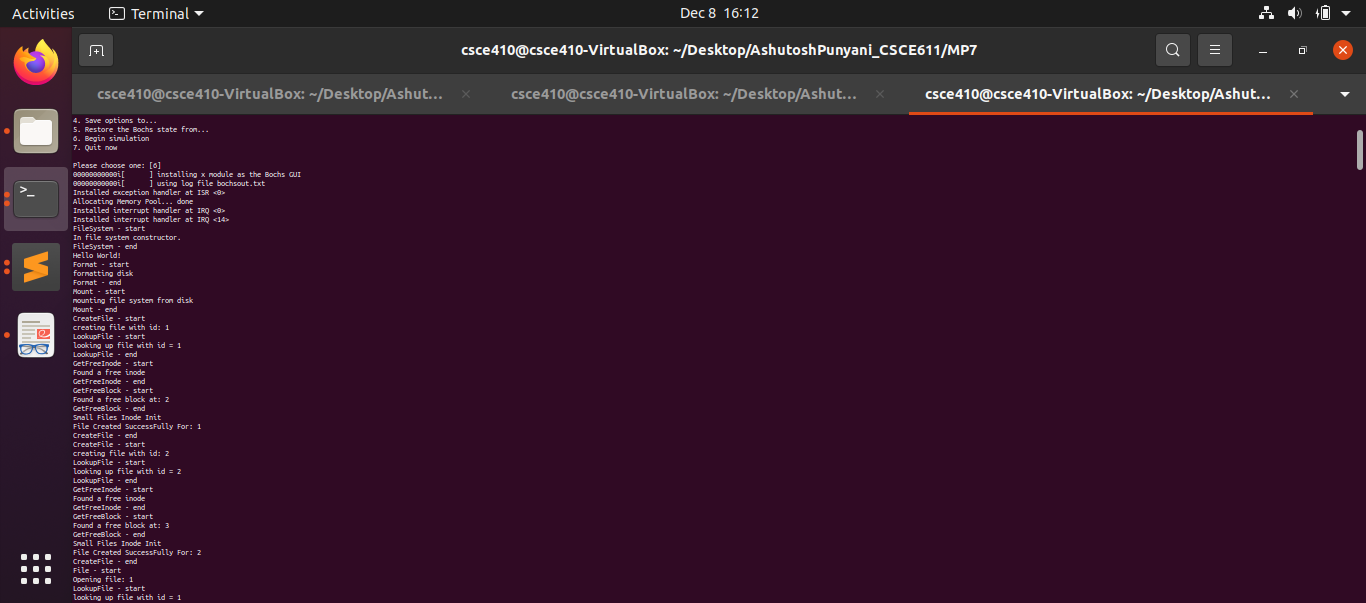 Activities Terminal Dec 8 16:12
csce410@csce410-VirtualBox: ~/Desktop/AshutoshPunyani_CSCE611/MP7
csce410@csce410-VirtualBox: ~/Desktop/Ashut... csce410@csce410-VirtualBox: ~/Desktop/Ashut... csce410@csce410-VirtualBox: ~/Desktop/Ashut...
4. Save options to...
5. Restore the Bochs state from...
6. Begin simulation
7. Quit now
Please choose one: [6]
00000000000i[      ] installing x module as the Bochs GUI
00000000000i[      ] using log file bochsout.txt
Installed exception handler at ISR <0>
Allocating Memory Pool... done
Installed interrupt handler at IRQ <0>
Installed interrupt handler at IRQ <14>
FileSystem - start
In file system constructor.
FileSystem - end
Hello World!
Format - start
formatting disk
Format - end
Mount - start
mounting file system from disk
Mount - end
CreateFile - start
creating file with id: 1
LookupFile - start
looking up file with id = 1
LookupFile - end
GetFreeInode - start
Found a free inode
GetFreeInode - end
GetFreeBlock - start
Found a free block at: 2
GetFreeBlock - end
Small Files Inode Init
File Created SuccessFully For: 1
CreateFile - end
CreateFile - start
creating file with id: 2
LookupFile - start
looking up file with id = 2
LookupFile - end
GetFreeInode - start
Found a free inode
GetFreeInode - end
GetFreeBlock - start
Found a free block at: 3
GetFreeBlock - end
Small Files Inode Init
File Created SuccessFully For: 2
CreateFile - end
File - start
Opening file: 1
LookupFile - start
looking up file with id = 1